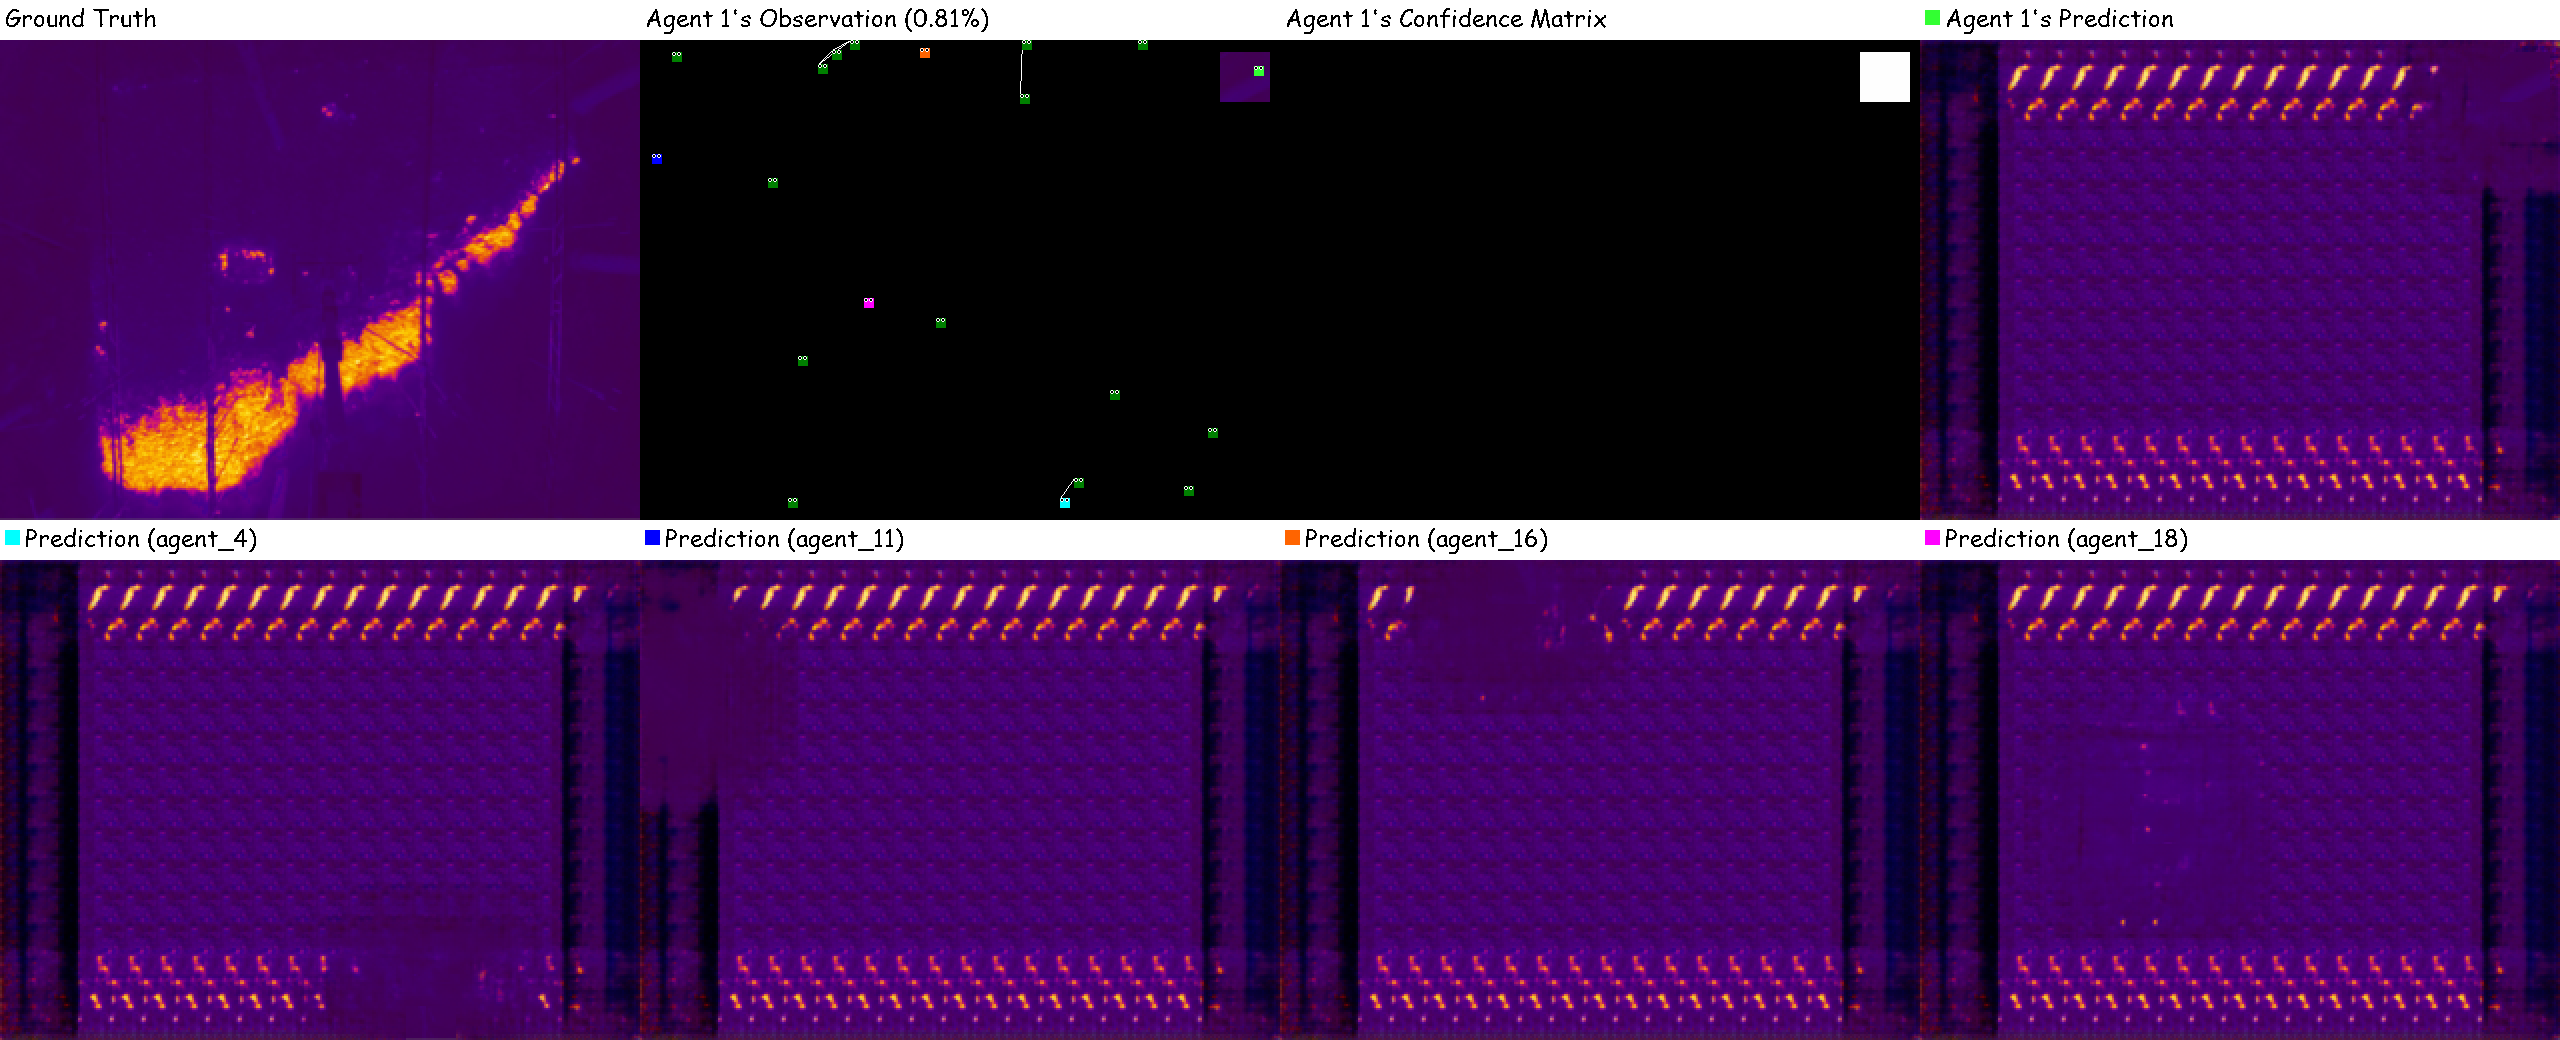 Ground Truth
Agent 1's Observation (0.81%)
Agent 1's Confidence Matrix
Agent 1's Prediction
Prediction (agent_4)
Prediction (agent_11)
Prediction (agent_16)
Prediction (agent_18)